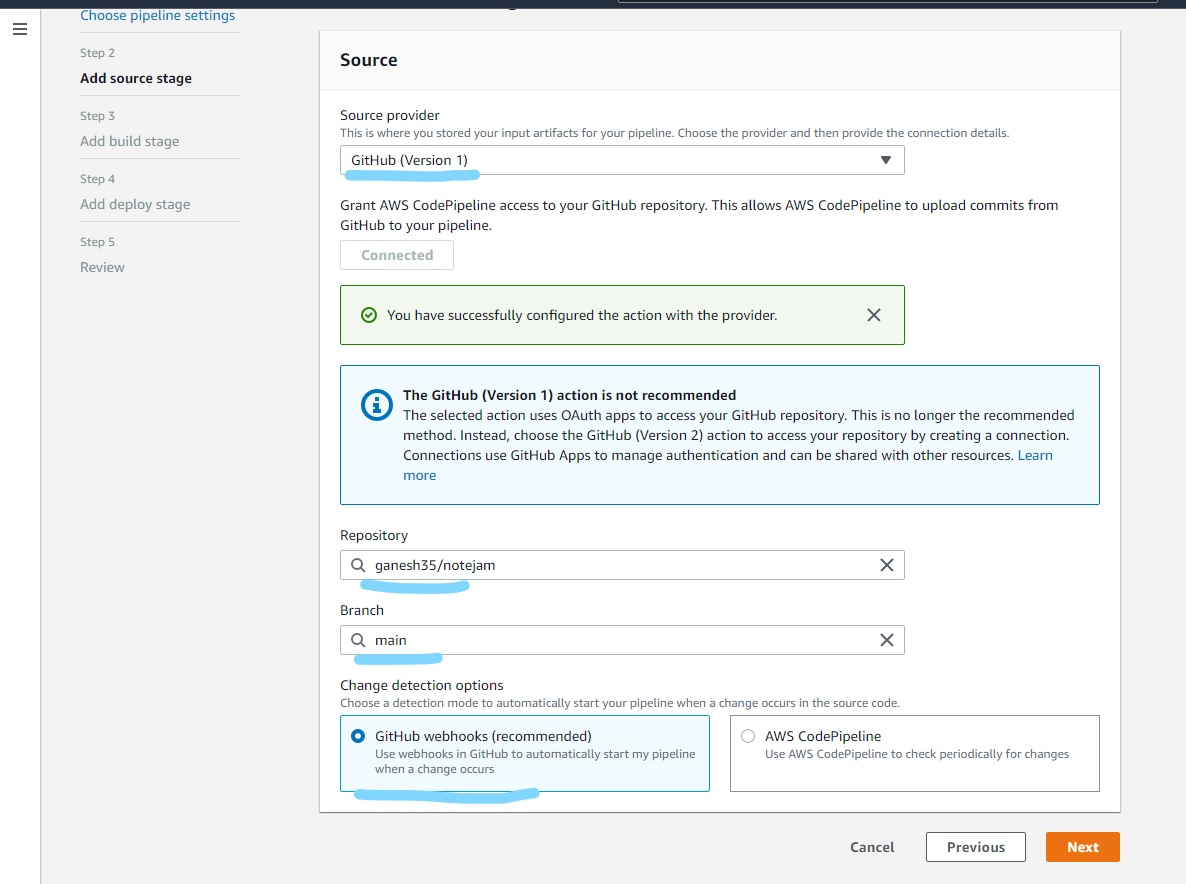 Choose pipeline settings
Step 2
Add source stage
Step 3
Add build stage
Step 4
Add deploy stage
Step 5
Review
Source
Source provider
This is where you stored your input artifacts for your pipeline. Choose the provider and then provide the connection details.
GitHub (Version 1)
Grant AWS CodePipeline access to your GitHub repository. This allows AWS CodePipeline to upload commits from
GitHub to your pipeline.
Connected
You have successfully configured the action with the provider.
The GitHub (Version 1) action is not recommended
The selected action uses OAuth apps to access your GitHub repository. This is no longer the recommended
method. Instead, choose the GitHub (Version 2) action to access your repository by creating a connection.
Connections use GitHub Apps to manage authentication and can be shared with other resources. Learn
more
Repository
ganesh35/notejam
Branch
main
Change detection options
Choose a detection mode to automatically start your pipeline when a change occurs in the source code.
GitHub webhooks (recommended)
Use webhooks in GitHub to automatically start my pipeline
when a change occurs
AWS CodePipeline
Use AWS CodePipeline to check periodically for changes
Cancel
Previous
Next